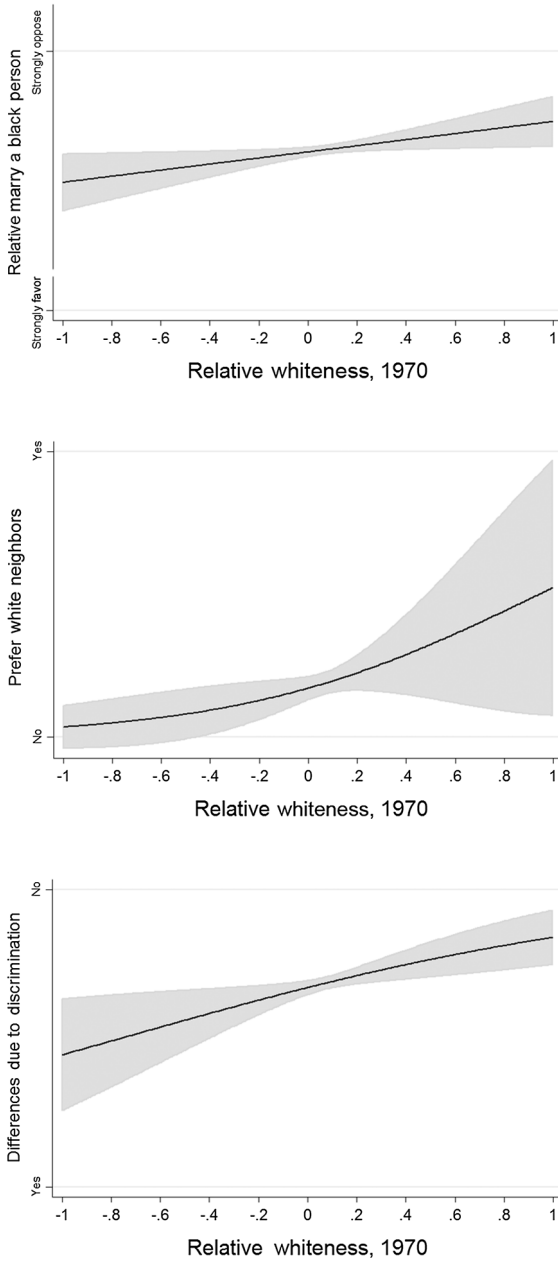 Strongly oppose
Relative marry a black person
Strongly favor
-1 -.8 -.6 -.4 -.2 0 .2 .4 .6 .8 1
Relative whiteness, 1970
Yes
Prefer white neighbors
No
-1 -.8 -.6 -.4 -.2 0 .2 .4 .6 .8 1
Relative whiteness, 1970
No
Differences due to discrimination
Yes
-1 -.8 -.6 -.4 -.2 0 .2 .4 .6 .8 1
Relative whiteness, 1970